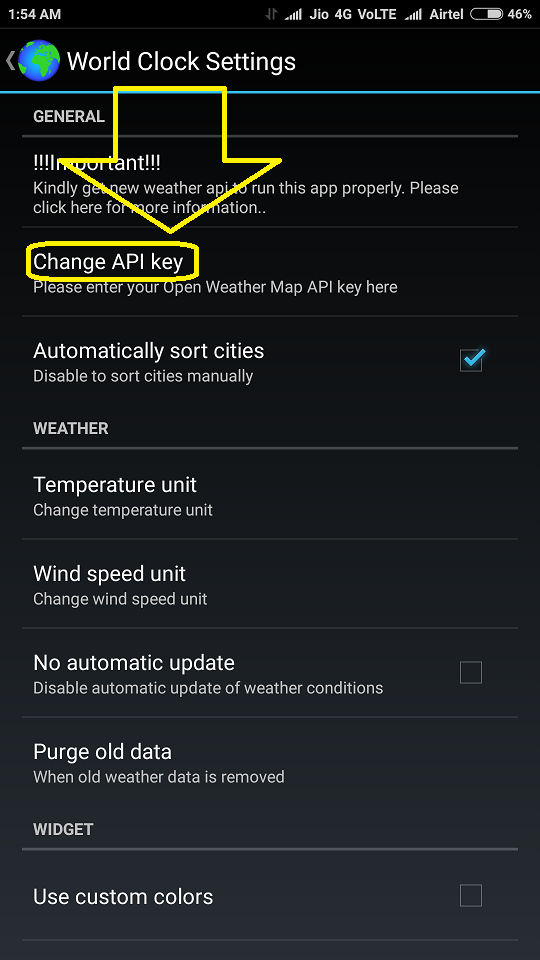 1:54 AM Jio 4G VoLTE Airtel 46%
World Clock Settings
GENERAL
!!!Important!!!
Kindly get new weather api to run this app properly. Please
click here for more information..
Change API key
Please enter your Open Weather Map API key here
Automatically sort cities
Disable to sort cities manually
WEATHER
Temperature unit
Change temperature unit
Wind speed unit
Change wind speed unit
No automatic update
Disable automatic update of weather conditions
Purge old data
When old weather data is removed
WIDGET
Use custom colors